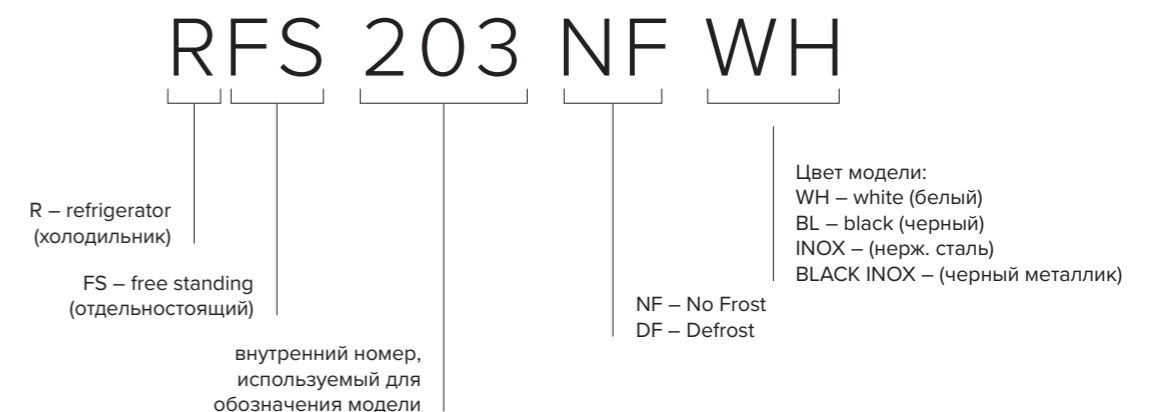 RFS 203 NF WH
R – refrigerator
(холодильник)
FS – free standing
(отдельностоящий)
внутренний номер,
используемый для
обозначения модели
NF – No Frost
DF – Defrost
Цвет модели:
WH – white (белый)
BL – black (черный)
INOX – (нерж. сталь)
BLACK INOX – (черный металлик)